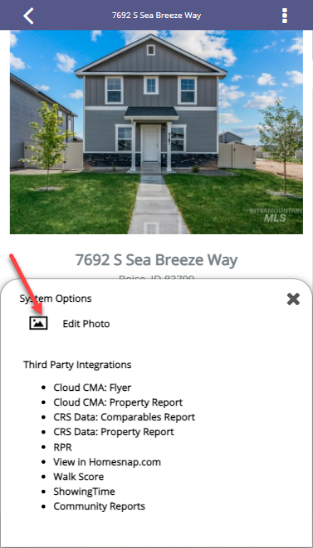 7692 S Sea Breeze Way
INTERMOUNTAIN
MLS
7692 S Sea Breeze Way
Boise, ID 83709
System Options
Edit Photo
Third Party Integrations
Cloud CMA: Flyer
Cloud CMA: Property Report
CRS Data: Comparables Report
CRS Data: Property Report
RPR
View in Homesnap.com
Walk Score
ShowingTime
Community Reports